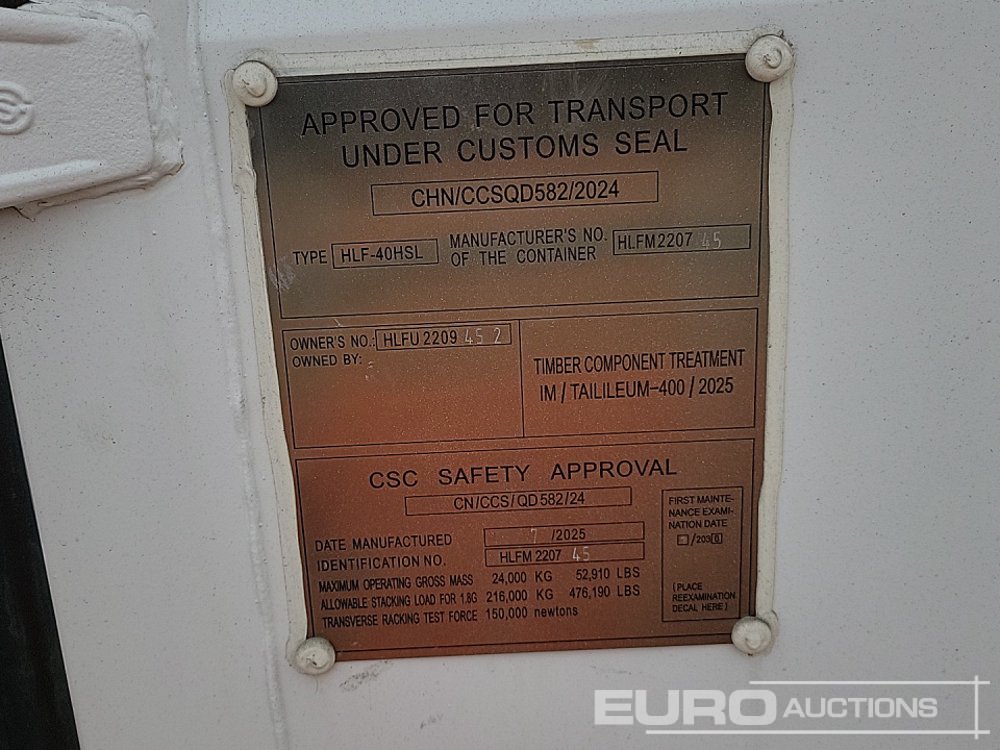 APPROVED FOR TRANSPORT
UNDER CUSTOMS SEAL
CHN/CCSQD582/2024
TYPE HLF-40HSL MANUFACTURER'S NO. OF THE CONTAINER HLFM2207 45
OWNER'S NO.: HLFU 2209 45 2
OWNED BY:
TIMBER COMPONENT TREATMENT
IM / TAILILEUM-400 / 2025
CSC SAFETY APPROVAL
CN/CCS/QD582/24
DATE MANUFACTURED 7 /2025
IDENTIFICATION NO. HLFM 2207 45
MAXIMUM OPERATING GROSS MASS 24,000 KG 52,910 LBS
ALLOWABLE STACKING LOAD FOR 1.8G 216,000 KG 476,190 LBS
TRANSVERSE RACKING TEST FORCE 150,000 newtons
FIRST MAINTE-
NANCE EXAMI-
NATION DATE
/2030
(PLACE
REEXAMINATION
DECAL HERE)
EURO AUCTIONS